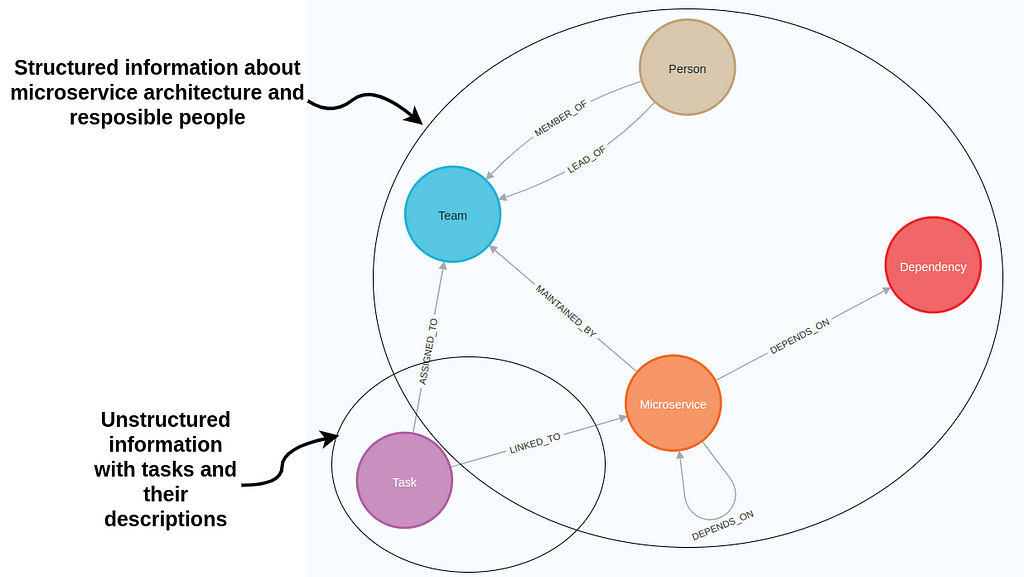 Structured information about
microservice architecture and
resposible people
Person
MEMBER_OF
LEAD_OF
Team
Dependency
MAINTAINED_BY
DEPENDS_ON
ASSIGNED_TO
Microservice
Unstructured
information
with tasks and
their
descriptions
LINKED_TO
Task
DEPENDS_ON